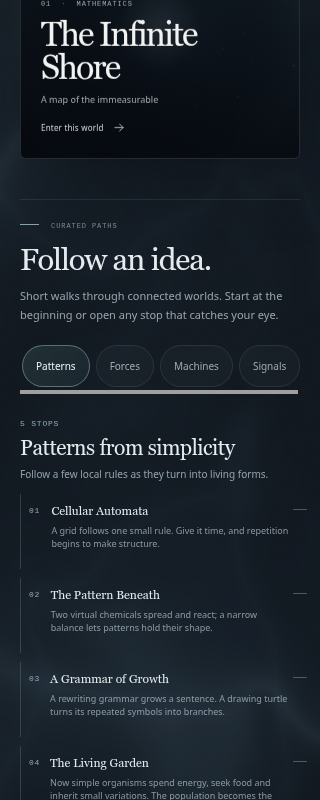 01 · MATHEMATICS
The Infinite
Shore
A map of the immeasurable
Enter this world →
CURATED PATHS
Follow an idea.
Short walks through connected worlds. Start at the
beginning or open any stop that catches your eye.
Patterns Forces Machines Signals
5 STOPS
Patterns from simplicity
Follow a few local rules as they turn into living forms.
01 Cellular Automata
A grid follows one small rule. Give it time, and repetition
begins to make structure.
02 The Pattern Beneath
Two virtual chemicals spread and react; a narrow
balance lets patterns hold their shape.
03 A Grammar of Growth
A rewriting grammar grows a sentence. A drawing turtle
turns its repeated symbols into branches.
04 The Living Garden
Now simple organisms spend energy, seek food and
inherit small variations. The population becomes the